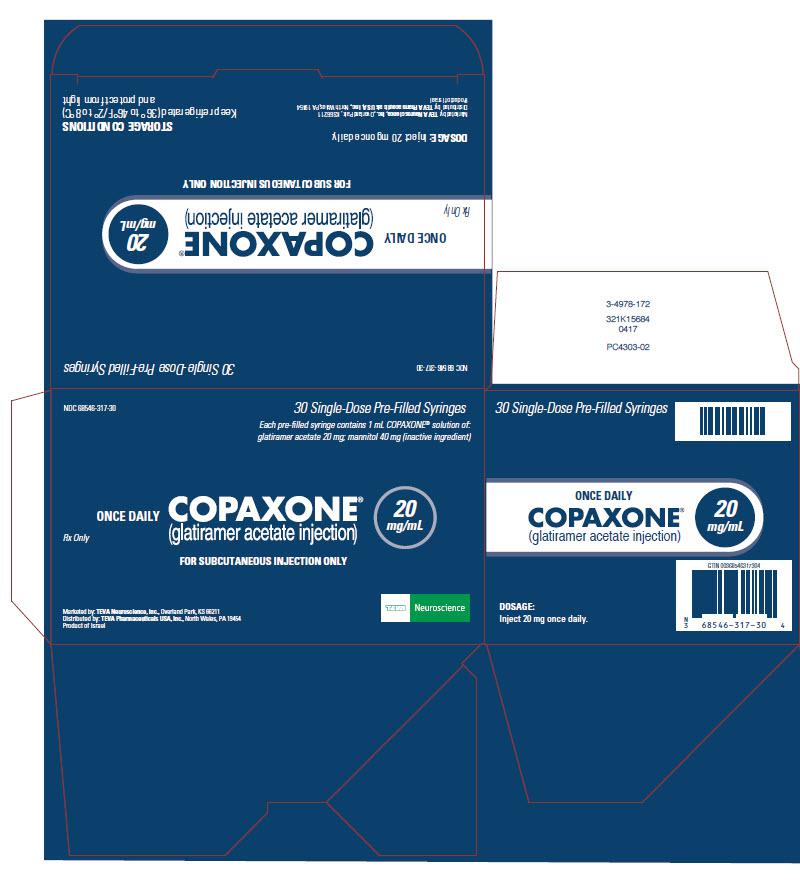 Keep refrigerated (36° to 46°F/2° to 8°C)
and protect from light
STORAGE CONDITIONS
Marketed by: TEVA Neuroscience, Inc., Overland Park, KS 66211
Distributed by: TEVA Pharmaceuticals USA, Inc., North Wales, PA 19454
Product of Israel
DOSAGE: Inject 20 mg once daily.
FOR SUBCUTANEOUS INJECTION ONLY
Rx Only
ONCE DAILY
COPAXONE®
(glatiramer acetate injection)
20
mg/mL
30 Single-Dose Pre-Filled Syringes
NDC 68546-317-30
3-4978-172
321K15684
0417
PC4303-02
NDC 68546-317-30
30 Single-Dose Pre-Filled Syringes
Each pre-filled syringe contains 1 mL COPAXONE® solution of:
glatiramer acetate 20 mg; mannitol 40 mg (inactive ingredient)
ONCE DAILY
COPAXONE®
(glatiramer acetate injection)
20
mg/mL
Rx Only
FOR SUBCUTANEOUS INJECTION ONLY
Marketed by: TEVA Neuroscience, Inc., Overland Park, KS 66211
Distributed by: TEVA Pharmaceuticals USA, Inc., North Wales, PA 19454
Product of Israel
TEVA Neuroscience
30 Single-Dose Pre-Filled Syringes
ONCE DAILY
COPAXONE®
(glatiramer acetate injection)
20
mg/mL
DOSAGE:
Inject 20 mg once daily.
GTIN 00368546317304
N
3 68546-317-30 4